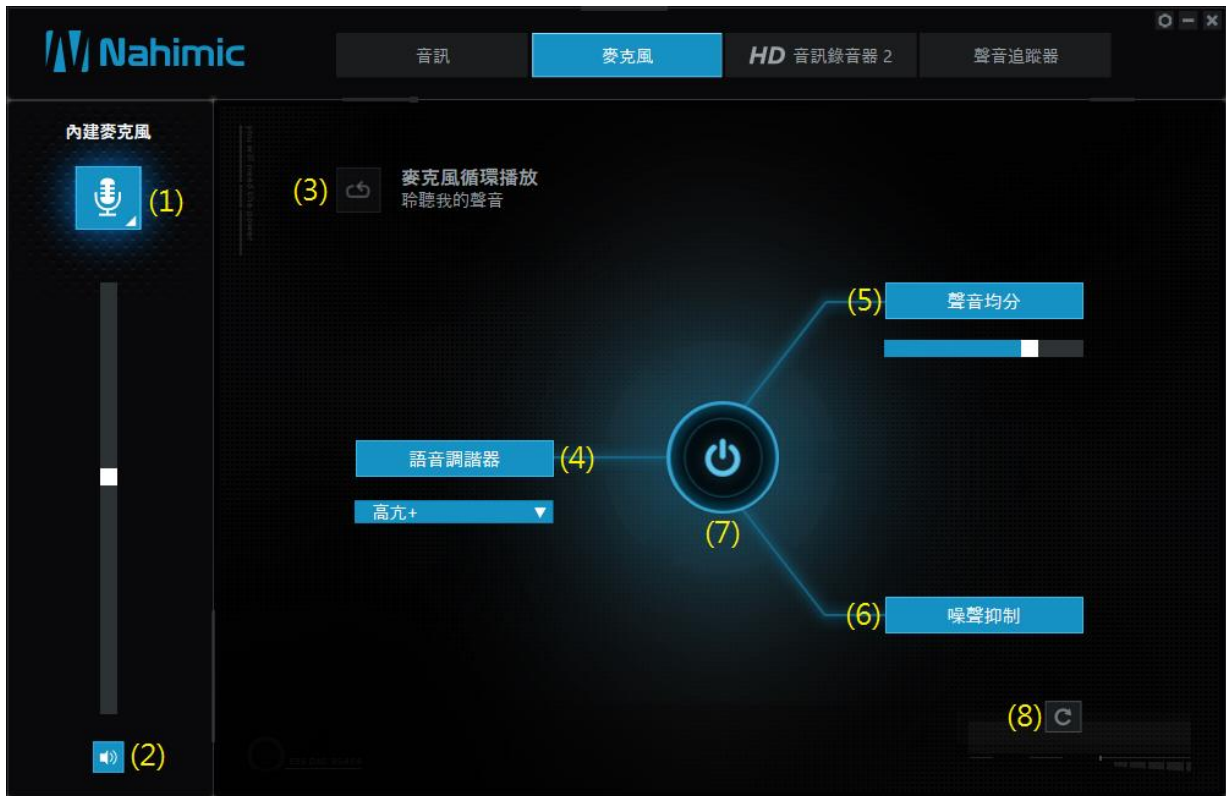 Nahimic
音訊
麥克風
HD 音訊錄音器 2
聲音追蹤器
內建麥克風
(1)
(2)
(3)
麥克風循環播放
聆聽我的聲音
(5) 聲音均分
語音調諧器 (4)
高亢+
(7)
(6) 噪聲抑制
(8)